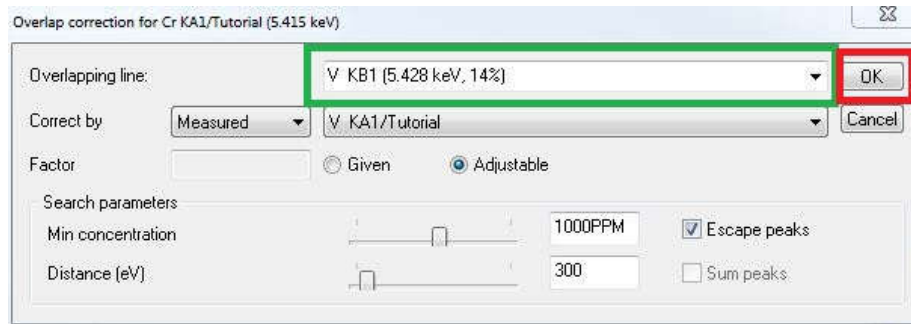 Overlap correction for Cr KA1/Tutorial (5.415 keV)
Overlapping line: V KB1 (5.428 keV, 14%) OK
Correct by Measured V KA1/Tutorial Cancel
Factor Given Adjustable
Search parameters
Min concentration 1000PPM Escape peaks
Distance (eV) 300 Sum peaks